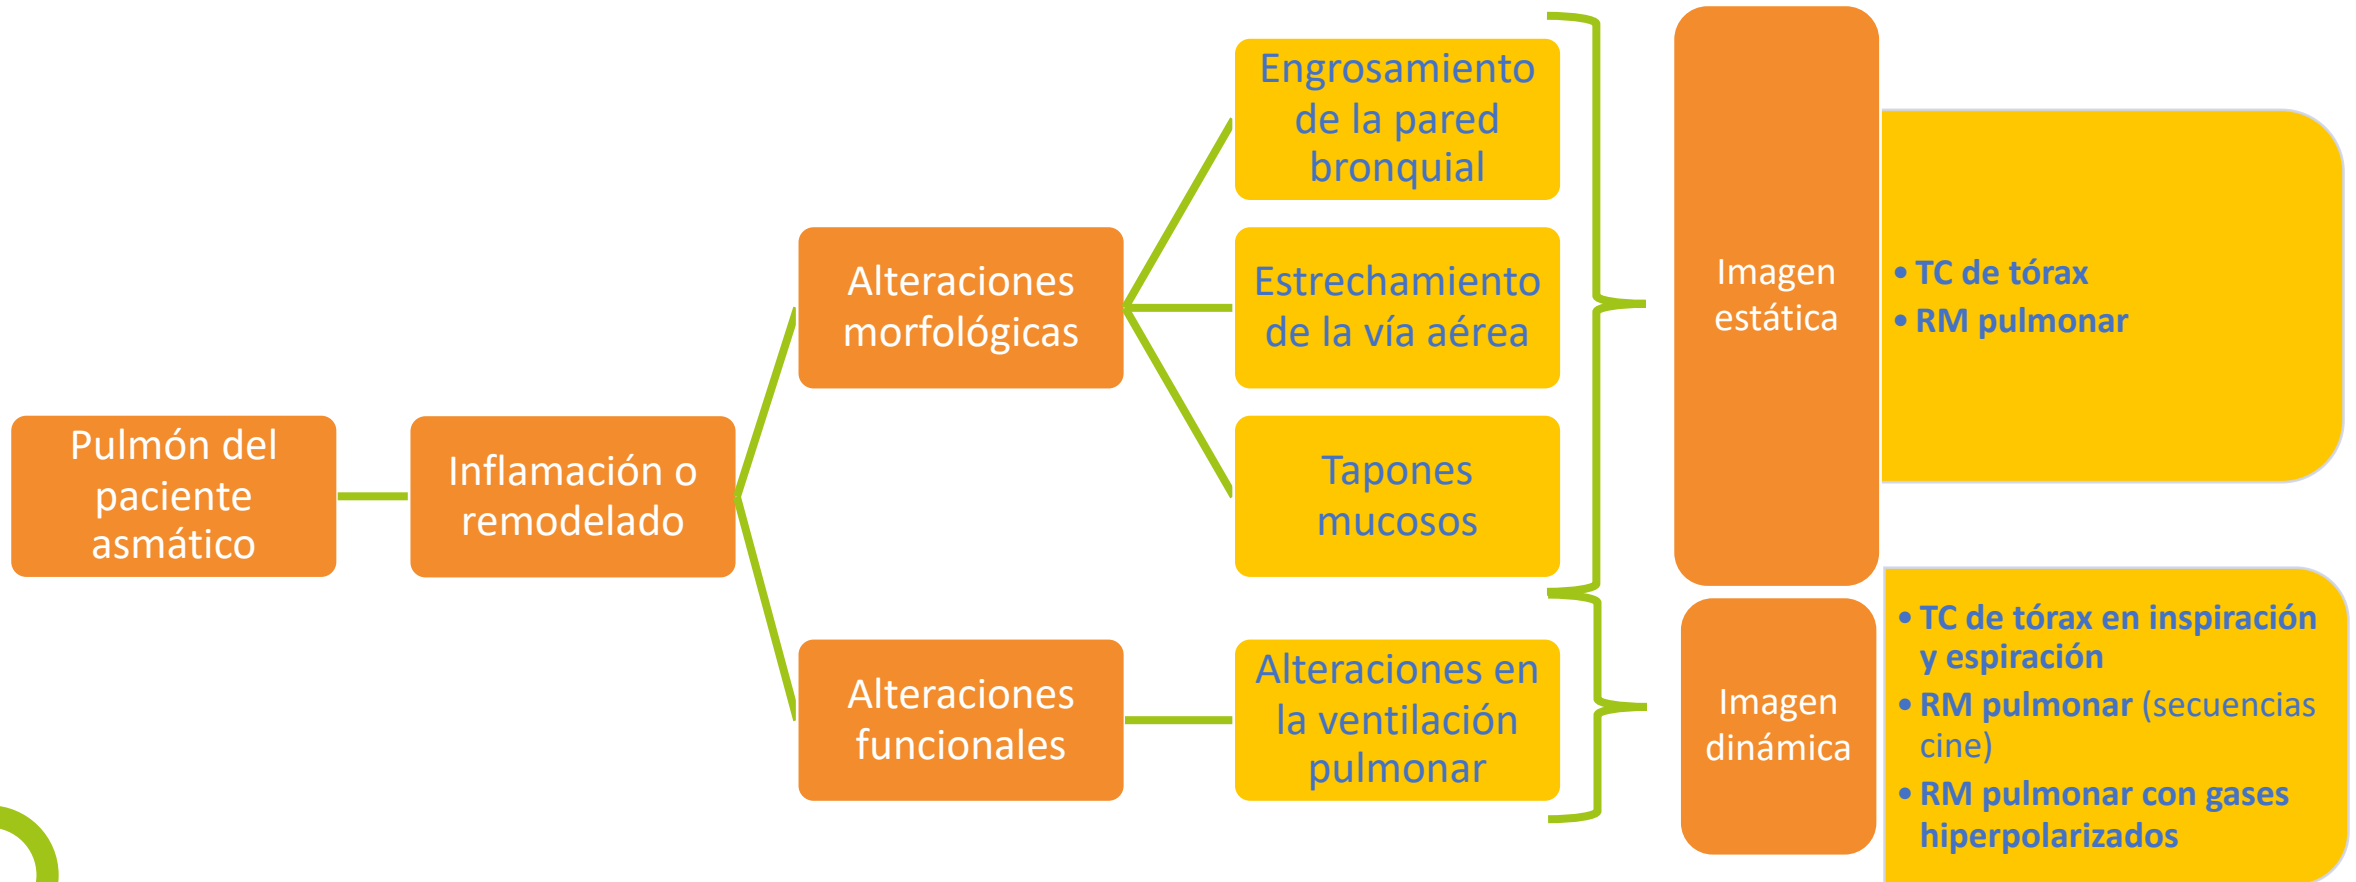 Pulmón del
paciente
asmático
Inflamación o
remodelado
Alteraciones
morfológicas
Engrosamiento
de la pared
bronquial
Estrechamiento
de la vía aérea
Tapones
mucosos
Imagen
estática
• TC de tórax
• RM pulmonar
Alteraciones
funcionales
Alteraciones en
la ventilación
pulmonar
Imagen
dinámica
• TC de tórax en inspiración
y espiración
• RM pulmonar (secuencias
cine)
• RM pulmonar con gases
hiperpolarizados